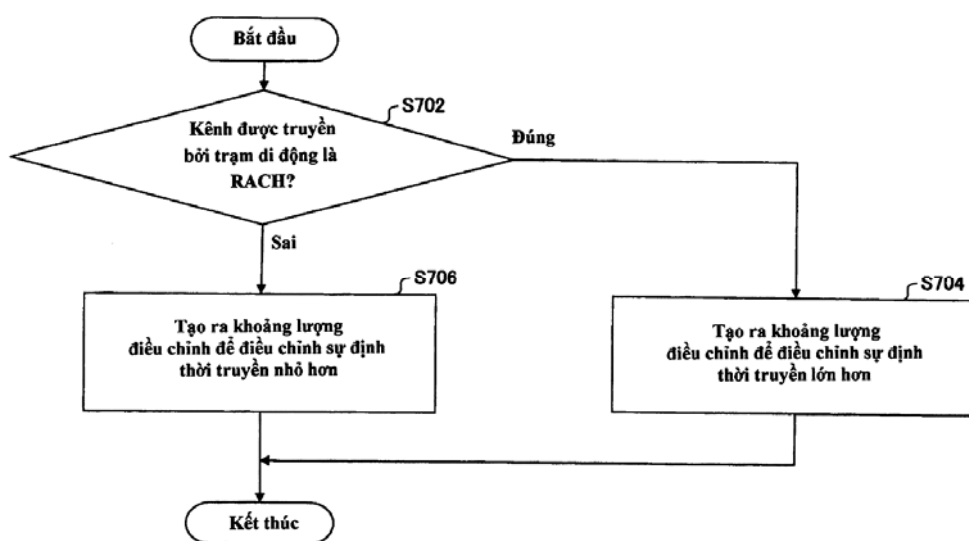 Bắt đầu
S702
Kênh được truyền
bởi trạm di động là
RACH?
Đúng
Sai
S706
Tạo ra khoảng lượng
điều chỉnh để điều chỉnh sự định
thời truyền nhỏ hơn
S704
Tạo ra khoảng lượng
điều chỉnh để điều chỉnh sự định
thời truyền lớn hơn
Kết thúc